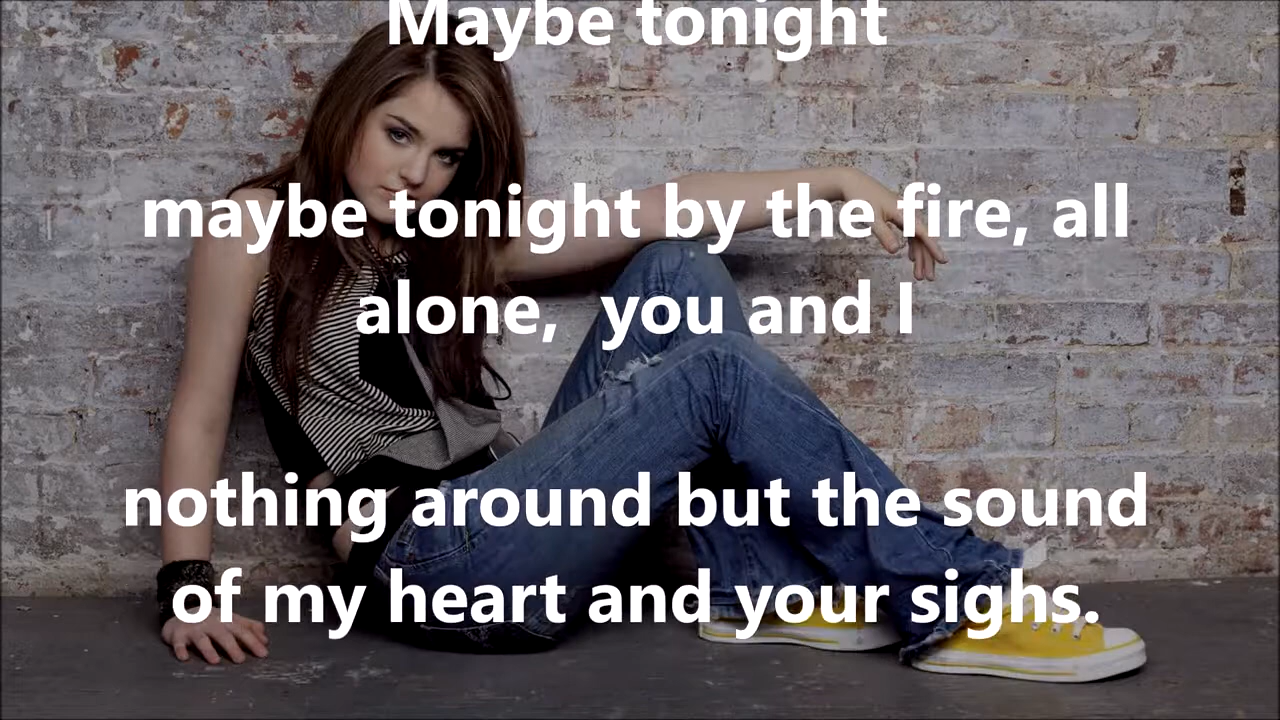 Maybe tonight
maybe tonight by the fire, all
alone,  you and I
nothing around but the sound
of my heart and your sighs.